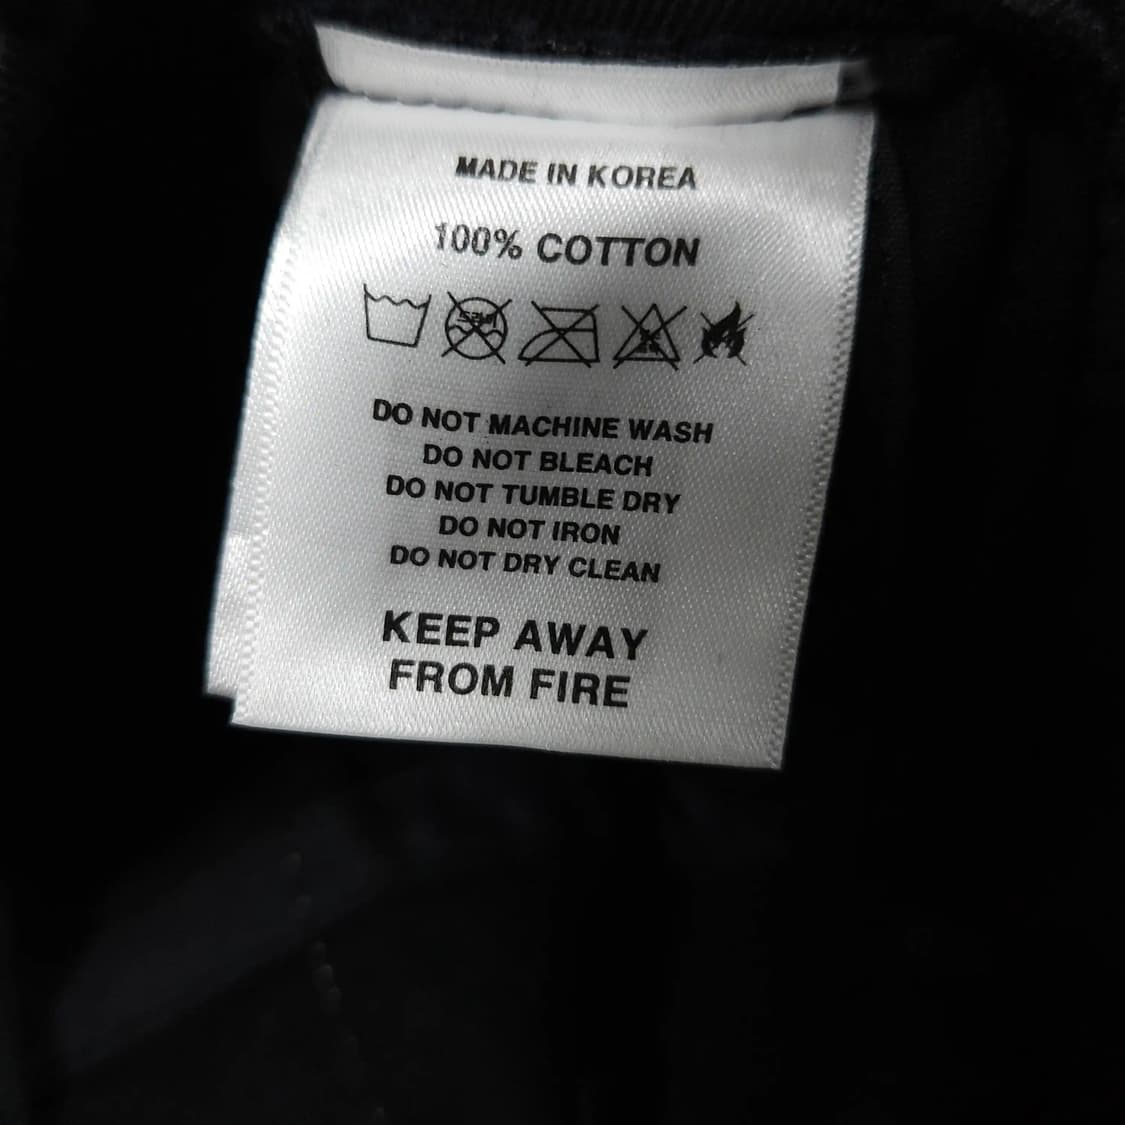 MADE IN KOREA
100% COTTON
DO NOT MACHINE WASH
DO NOT BLEACH
DO NOT TUMBLE DRY
DO NOT IRON
DO NOT DRY CLEAN
KEEP AWAY
FROM FIRE